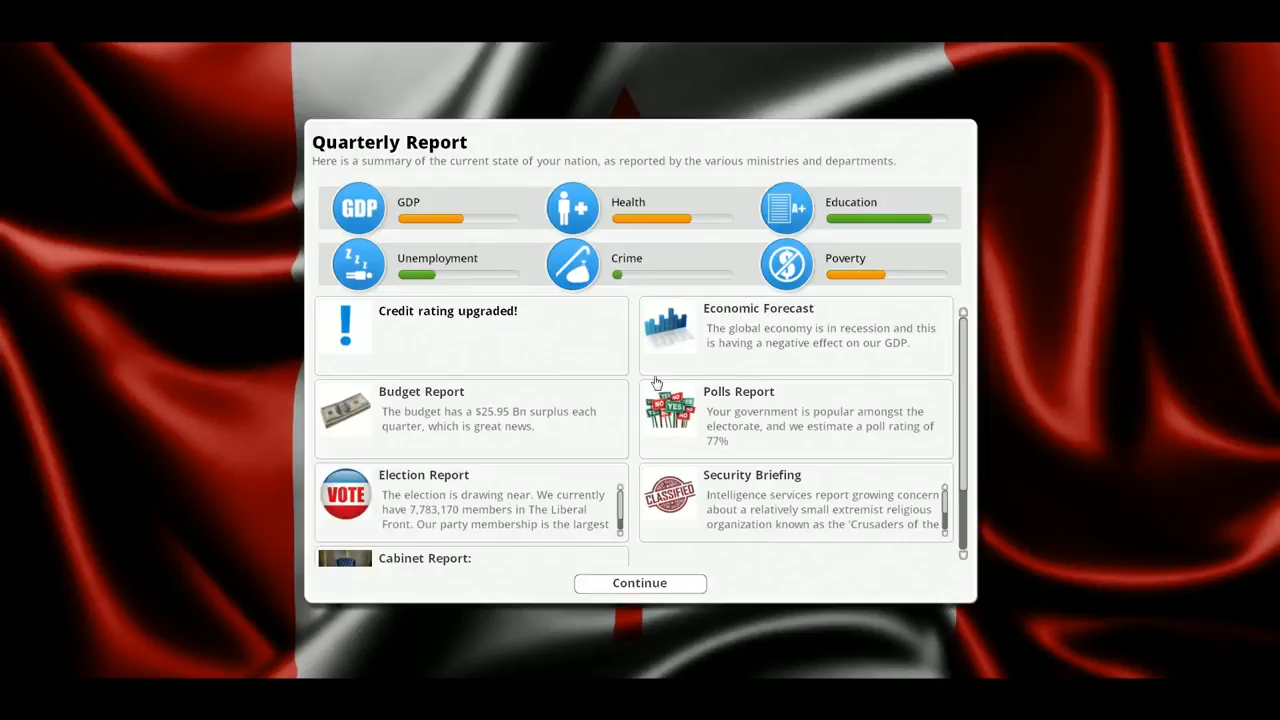 Quarterly Report
Here is a summary of the current state of your nation, as reported by the various ministries and departments.
GDP
GDP
Health
A+
Education
Z z z
Unemployment
Crime
Poverty
Credit rating upgraded!
Economic Forecast
The global economy is in recession and this
is having a negative effect on our GDP.
Budget Report
The budget has a $25.95 Bn surplus each
quarter, which is great news.
YES
NO
NO
YES
NO
Polls Report
Your government is popular amongst the
electorate, and we estimate a poll rating of
77%
VOTE
Election Report
The election is drawing near. We currently
have 7,783,170 members in The Liberal
Front. Our party membership is the largest
CLASSIFIED
Security Briefing
Intelligence services report growing concern
about a relatively small extremist religious
organization known as the 'Crusaders of the
Cabinet Report:
Continue